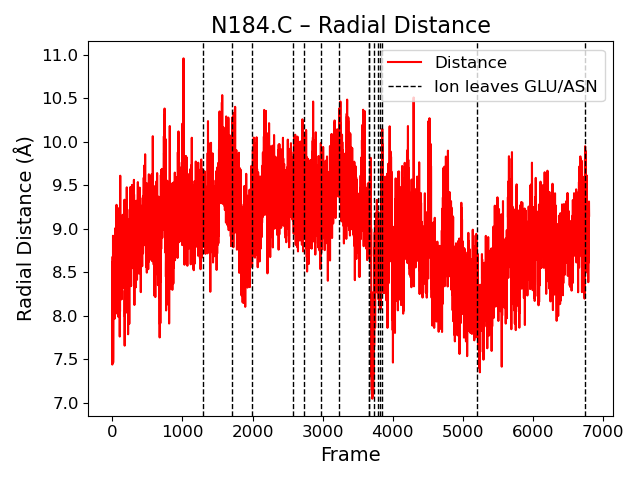 N184.C – Radial Distance
Distance
Ion leaves GLU/ASN
Radial Distance (Å)
11.0
10.5
10.0
9.5
9.0
8.5
8.0
7.5
7.0
0 1000 2000 3000 4000 5000 6000 7000
Frame